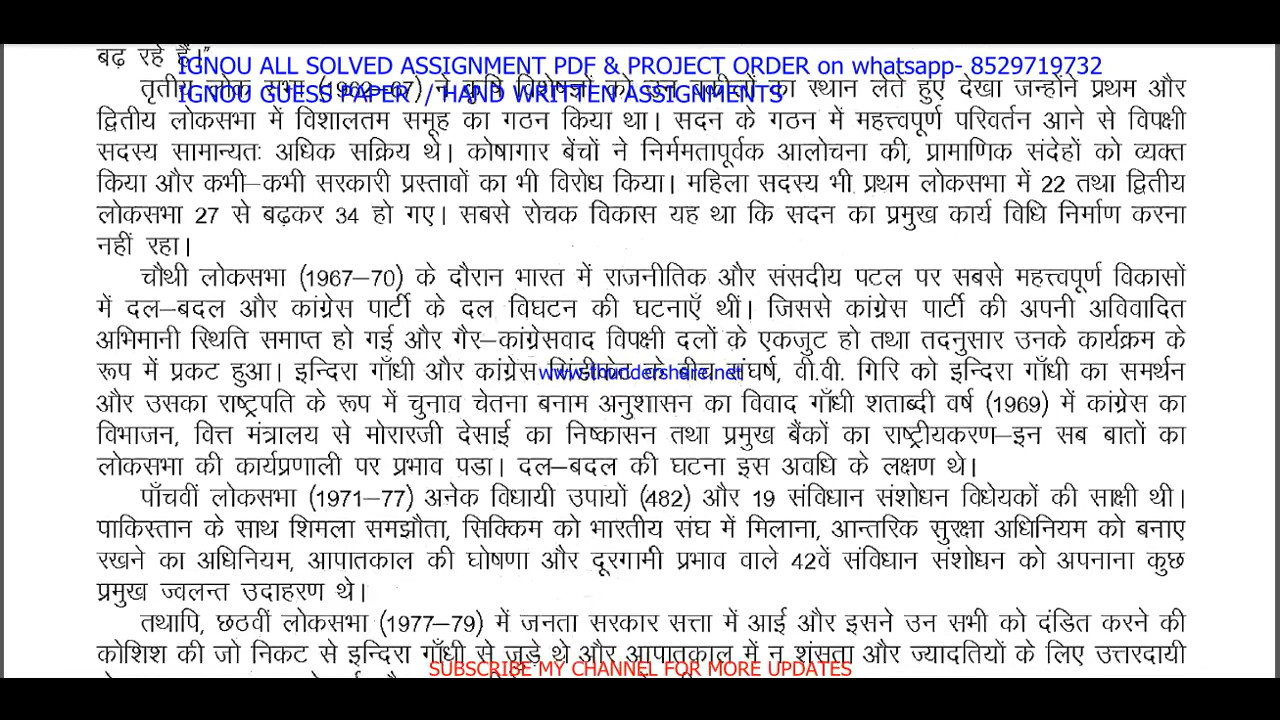 बढ़ रहे हैं।"
IGNOU ALL SOLVED ASSIGNMENT PDF & PROJECT ORDER on whatsapp- 8529719732
तृतीय लोक सभा (1962-67) ने कृषि विशेषज्ञों को उन वकीलों का स्थान लेते हुए देखा जन्होंने प्रथम और
IGNOU GUESS PAPER / HAND WRITTEN ASSIGNMENTS
द्वितीय लोकसभा में विशालतम समूह का गठन किया था। सदन के गठन में महत्त्वपूर्ण परिवर्तन आने से विपक्षी
सदस्य सामान्यतः अधिक सक्रिय थे। कोषागार बेंचों ने निर्ममतापूर्वक आलोचना की, प्रामाणिक संदेहों को व्यक्त
किया और कभी–कभी सरकारी प्रस्तावों का भी विरोध किया। महिला सदस्य भी प्रथम लोकसभा में 22 तथा द्वितीय
लोकसभा 27 से बढ़कर 34 हो गए। सबसे रोचक विकास यह था कि सदन का प्रमुख कार्य विधि निर्माण करना
नहीं रहा।
चौथी लोकसभा (1967–70) के दौरान भारत में राजनीतिक और संसदीय पटल पर सबसे महत्त्वपूर्ण विकासों
में दल–बदल और कांग्रेस पार्टी के दल विघटन की घटनाएँ थीं। जिससे कांग्रेस पार्टी की अपनी अविवादित
अभिमानी स्थिति समाप्त हो गई और गैर–कांग्रेसवाद विपक्षी दलों के एकजुट हो तथा तदनुसार उनके कार्यक्रम के
रूप में प्रकट हुआ। इन्दिरा गाँधी और कांग्रेस सिंडीकेट के बीच संघर्ष, वी.वी. गिरि को इन्दिरा गाँधी का समर्थन
www.thundershare.net
और उसका राष्ट्रपति के रूप में चुनाव चेतना बनाम अनुशासन का विवाद गाँधी शताब्दी वर्ष (1969) में कांग्रेस का
विभाजन, वित्त मंत्रालय से मोरारजी देसाई का निष्कासन तथा प्रमुख बैंकों का राष्ट्रीयकरण–इन सब बातों का
लोकसभा की कार्यप्रणाली पर प्रभाव पडा। दल–बदल की घटना इस अवधि के लक्षण थे।
पाँचवीं लोकसभा (1971–77) अनेक विधायी उपायों (482) और 19 संविधान संशोधन विधेयकों की साक्षी थी।
पाकिस्तान के साथ शिमला समझौता, सिक्किम को भारतीय संघ में मिलाना, आन्तरिक सुरक्षा अधिनियम को बनाए
रखने का अधिनियम, आपातकाल की घोषणा और दूरगामी प्रभाव वाले 42वें संविधान संशोधन को अपनाना कुछ
प्रमुख ज्वलन्त उदाहरण थे।
तथापि, छठवीं लोकसभा (1977–79) में जनता सरकार सत्ता में आई और इसने उन सभी को दंडित करने की
कोशिश की जो निकट से इन्दिरा गाँधी से जुड़े थे और आपातकाल में न शंसता और ज्यादतियों के लिए उत्तरदायी
SUBSCRIBE MY CHANNEL FOR MORE UPDATES